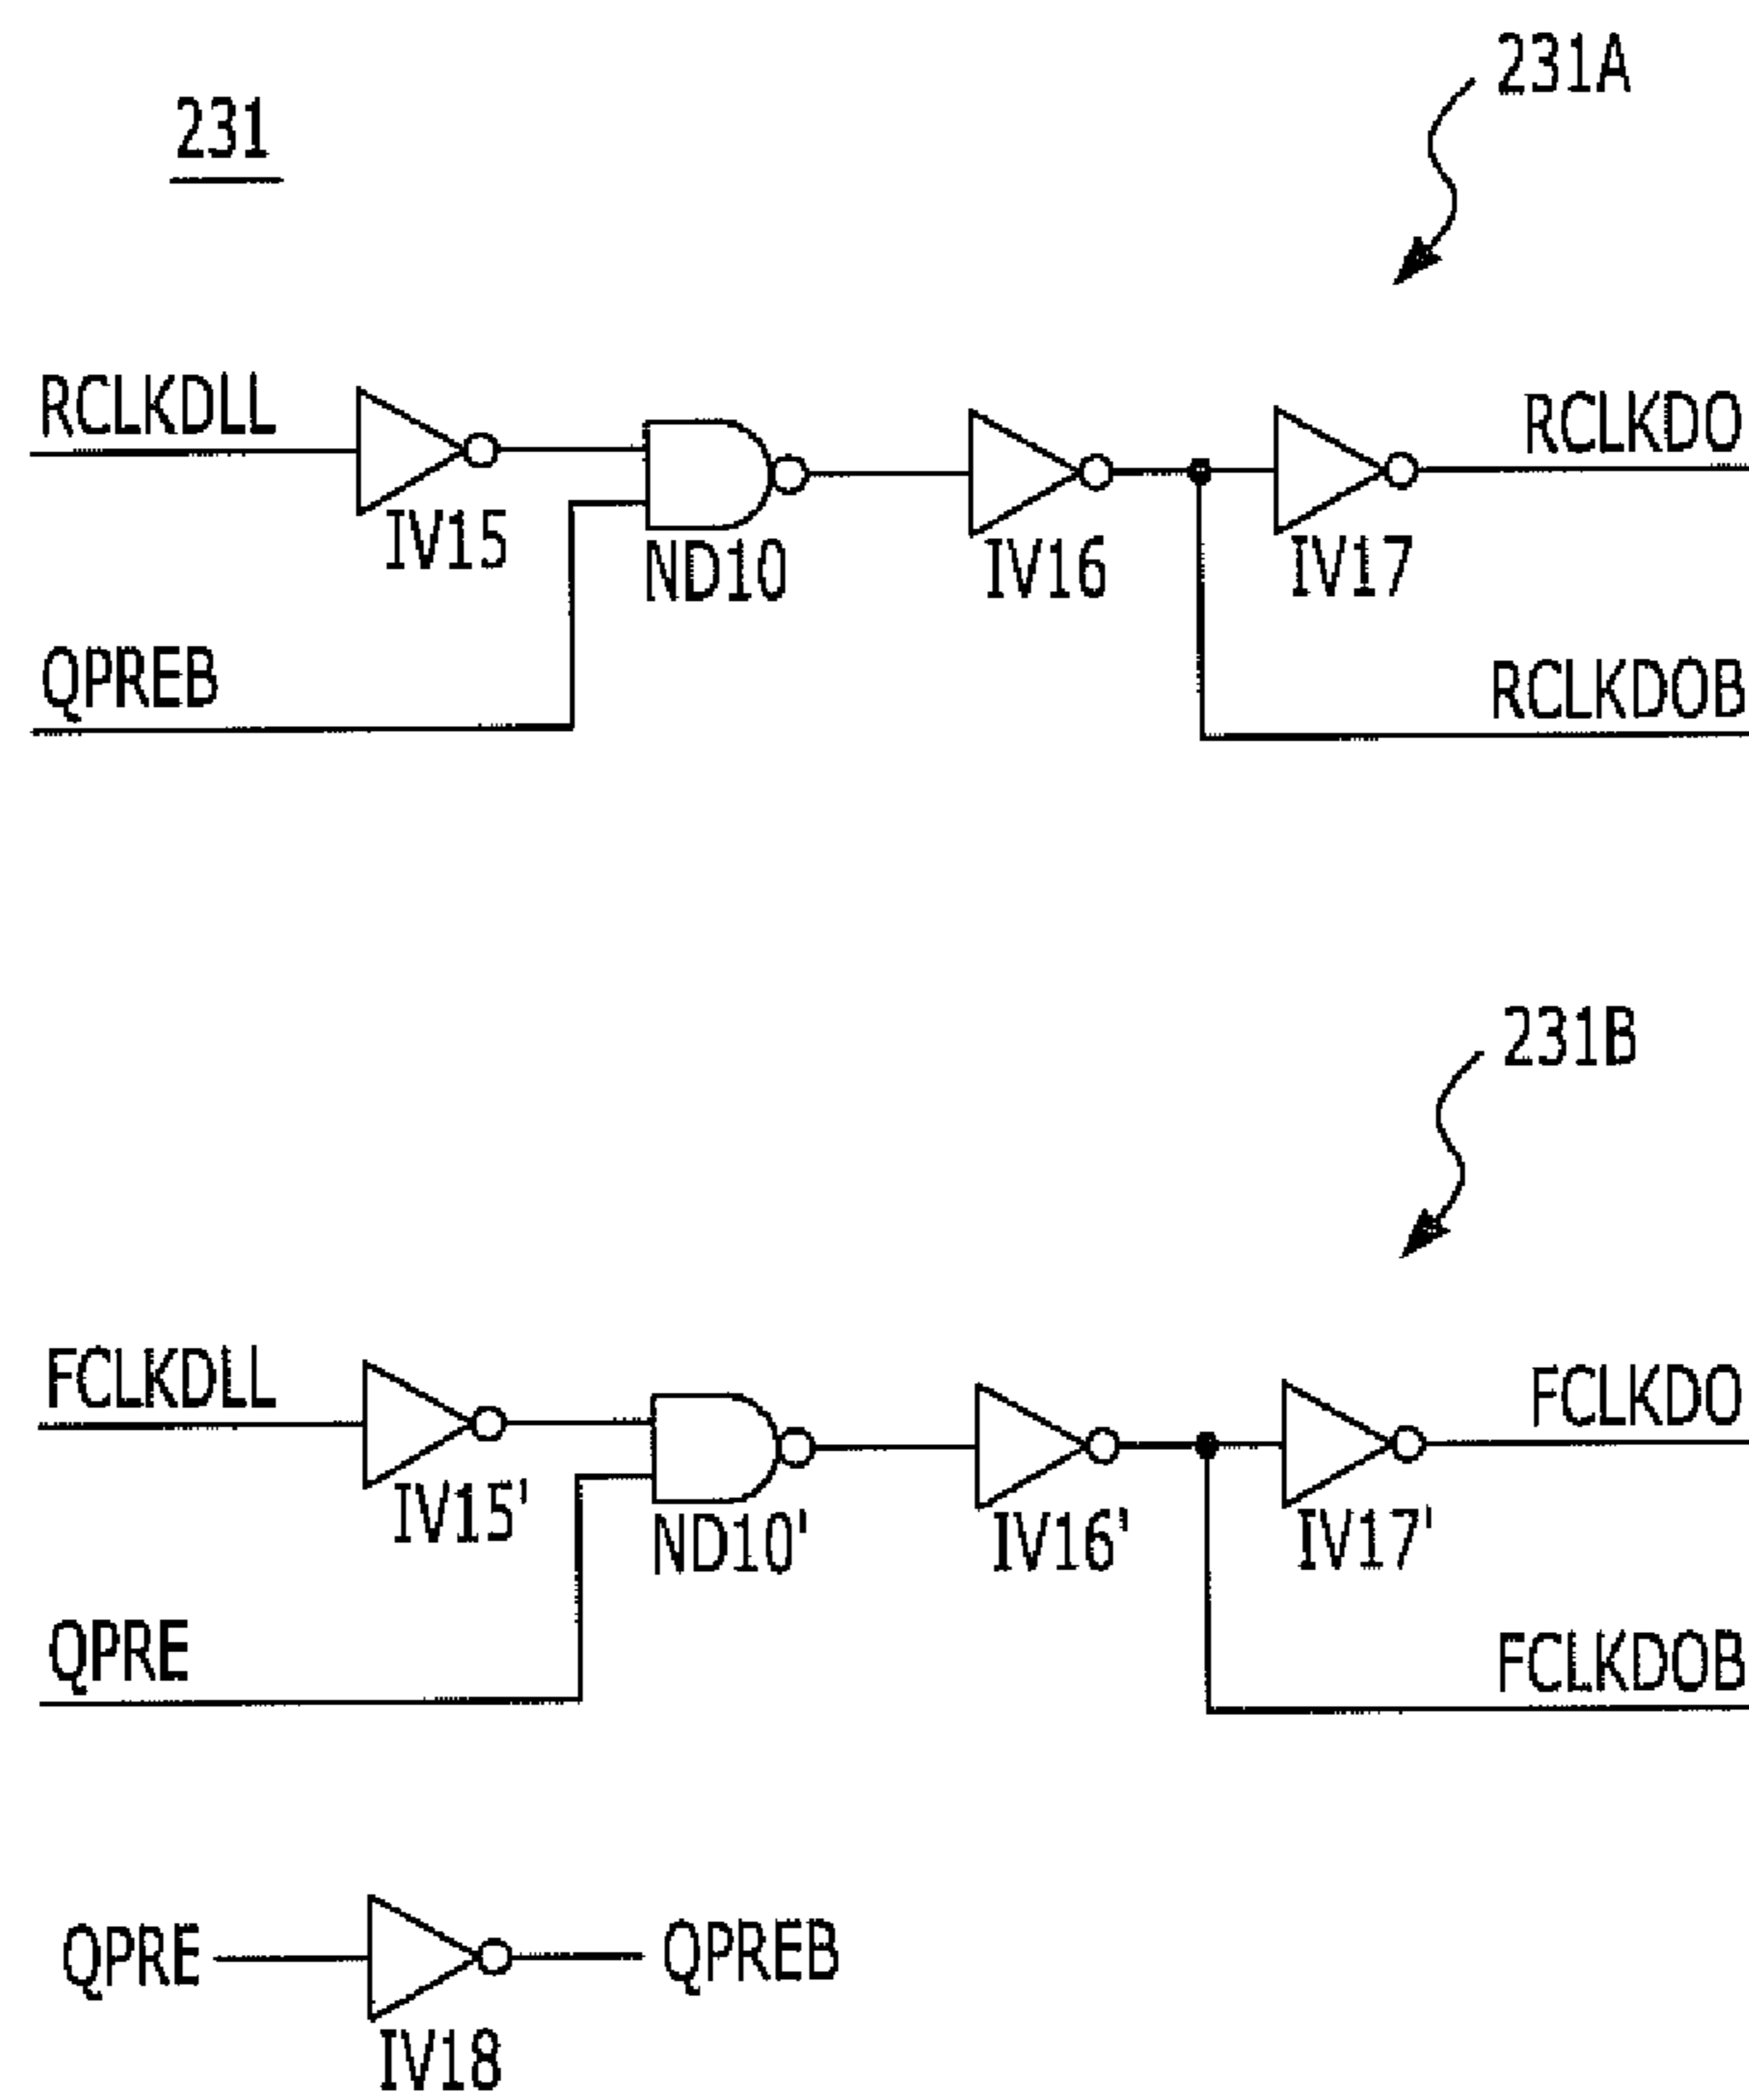 231
231A
RCLKDLL
RCLKDO
IV15
ND10
IV16
IV17
QPREB
RCLKDOB
231B
FCLKDLL
FCLKDO
IV15'
ND10'
IV16'
IV17'
QPRE
FCLKDOB
QPRE
QPREB
IV18